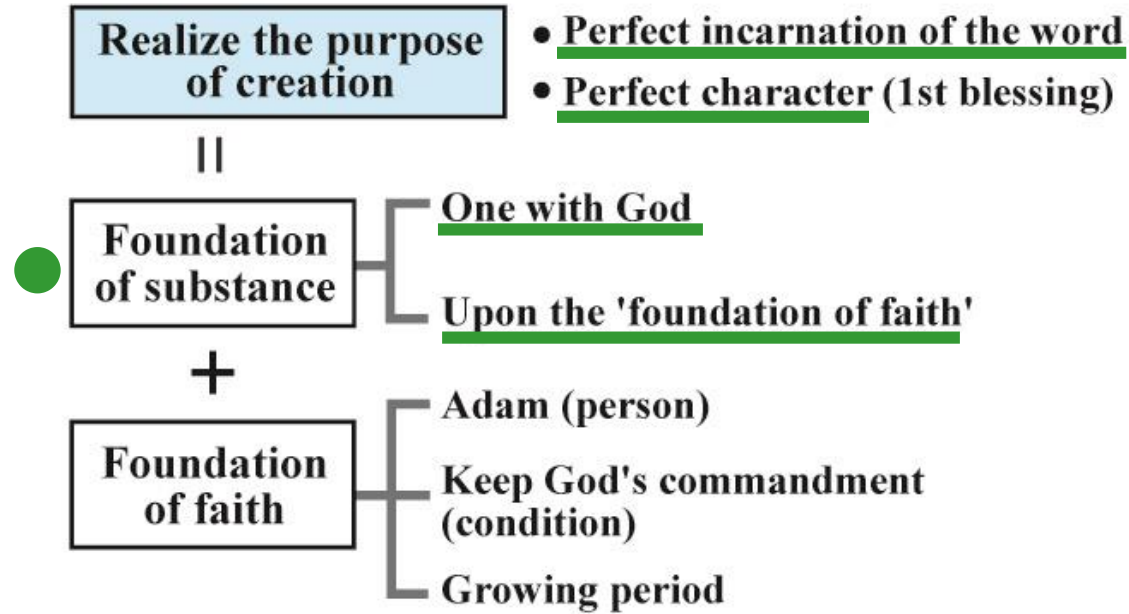 Realize the purpose
of creation
• Perfect incarnation of the word
• Perfect character (1st blessing)
=
Foundation
of substance
One with God
Upon the 'foundation of faith'
+
Foundation
of faith
Adam (person)
Keep God's commandment
(condition)
Growing period